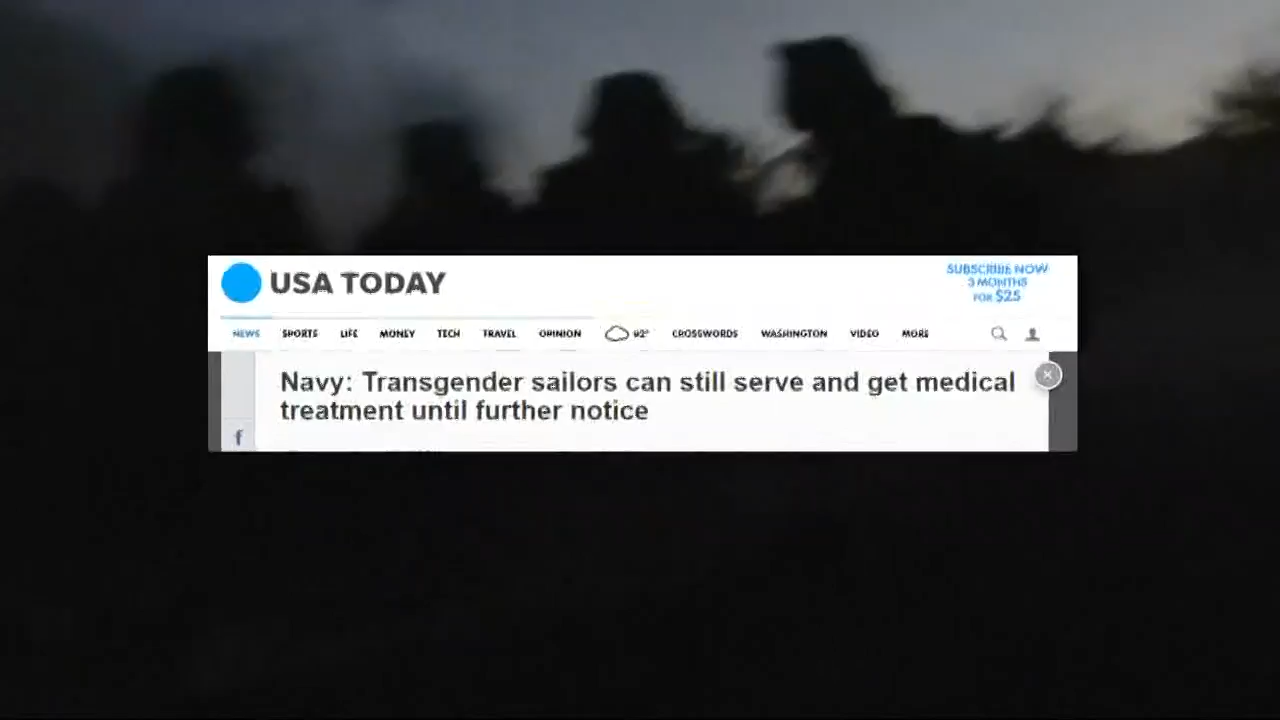 USA TODAY
SUBSCRIBE NOW
3 MONTHS
FOR $25
NEWS SPORTS LIFE MONEY TECH TRAVEL OPINION 92° CROSSWORDS WASHINGTON VIDEO MORE
Navy: Transgender sailors can still serve and get medical
treatment until further notice
f